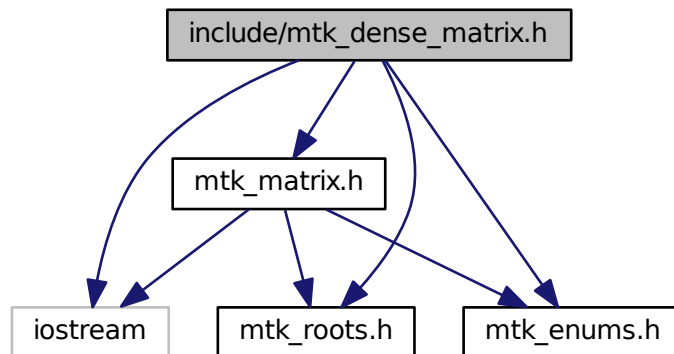 include/mtk_dense_matrix.h
mtk_matrix.h
iostream
mtk_roots.h
mtk_enums.h